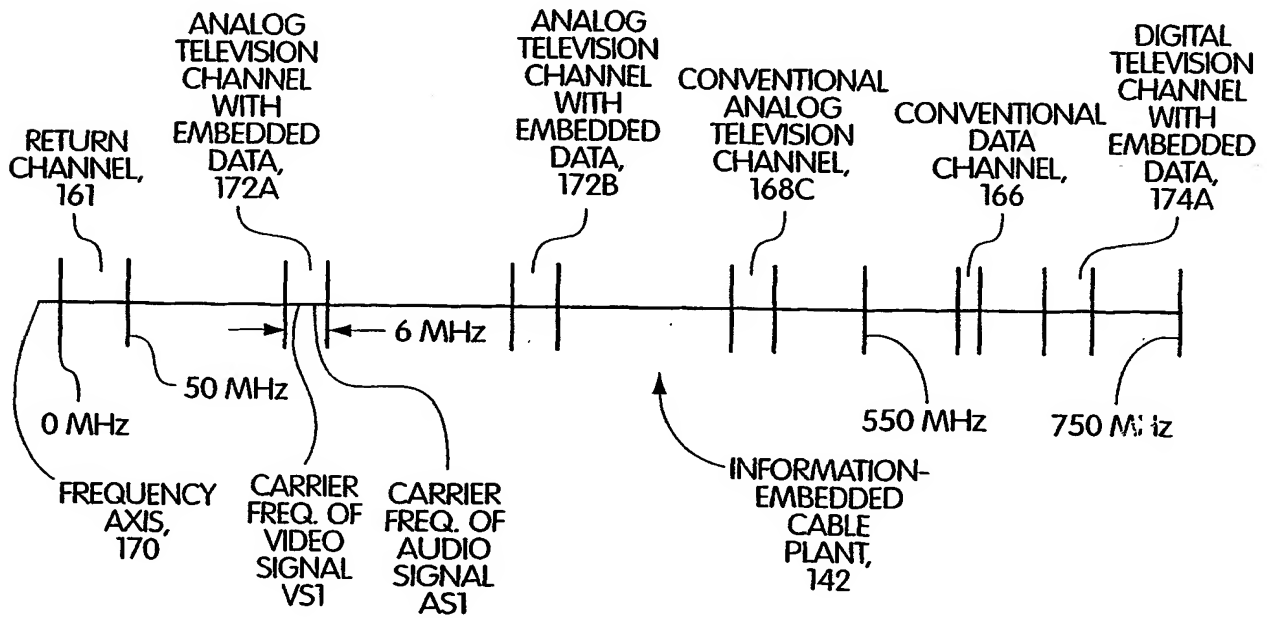 RETURN
CHANNEL,
161
ANALOG
TELEVISION
CHANNEL
WITH
EMBEDDED
DATA,
172A
ANALOG
TELEVISION
CHANNEL
WITH
EMBEDDED
DATA,
172B
CONVENTIONAL
ANALOG
TELEVISION
CHANNEL,
168C
CONVENTIONAL
DATA
CHANNEL,
166
DIGITAL
TELEVISION
CHANNEL
WITH
EMBEDDED
DATA,
174A
6 MHz
50 MHz
0 MHz
550 MHz
750 MHz
FREQUENCY
AXIS,
170
CARRIER
FREQ. OF
VIDEO
SIGNAL
VS1
CARRIER
FREQ. OF
AUDIO
SIGNAL
AS1
INFORMATION-
EMBEDDED
CABLE
PLANT,
142